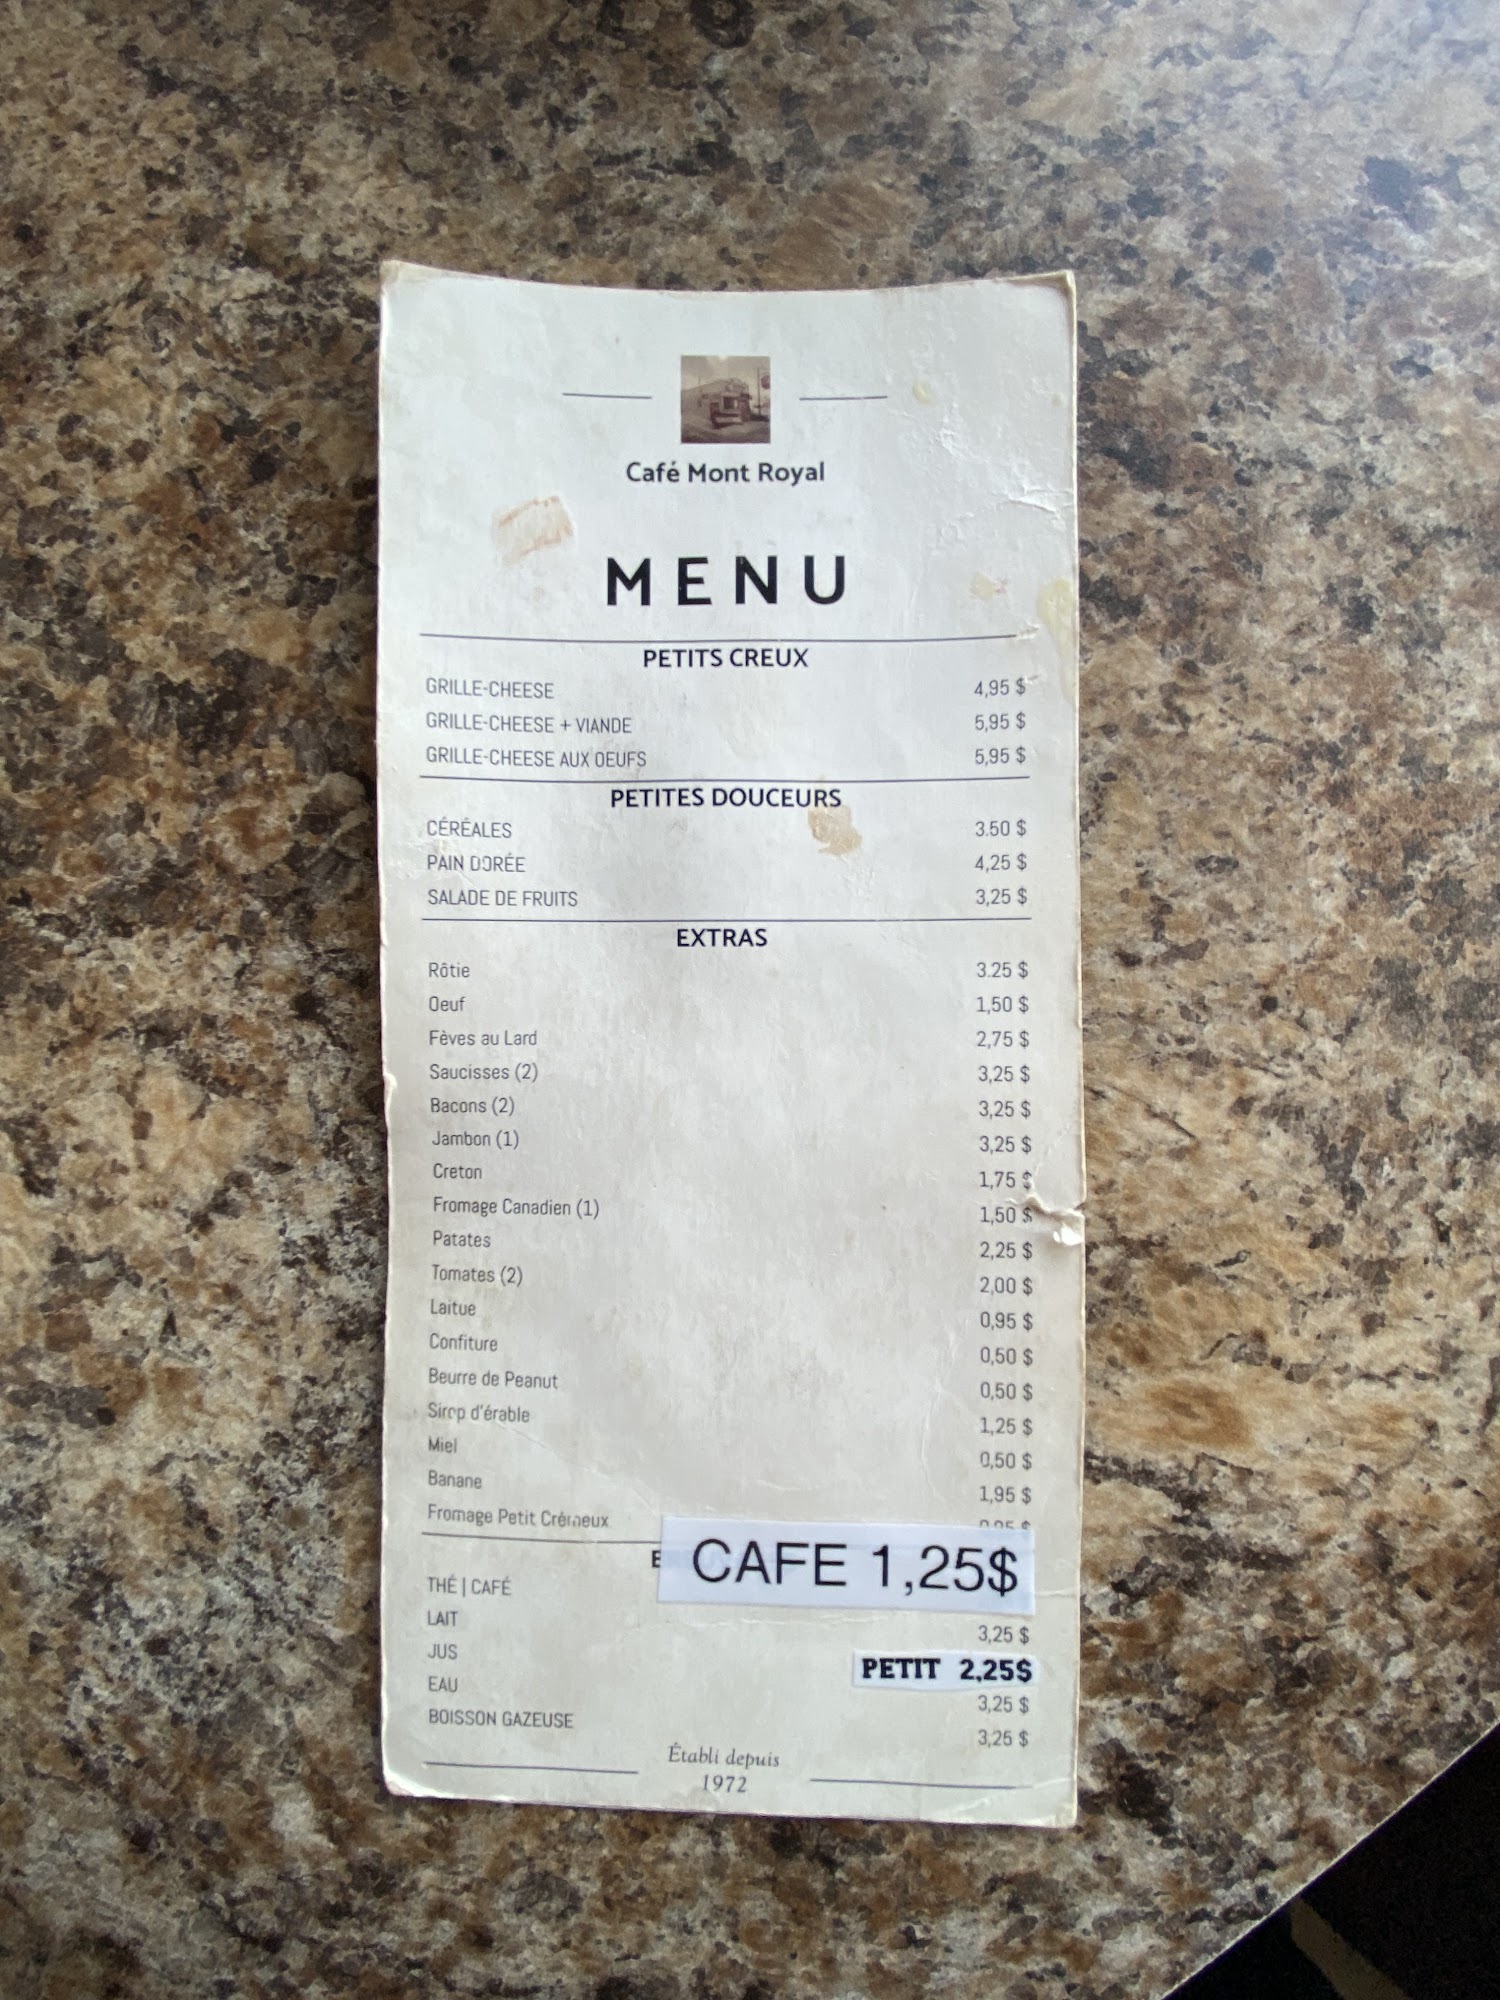 Café Mont Royal
MENU
PETITS CREUX
GRILLE-CHEESE 4,95 $
GRILLE-CHEESE + VIANDE 5,95 $
GRILLE-CHEESE AUX OEUFS 5,95 $
PETITES DOUCEURS
CÉRÉALES 3.50 $
PAIN DORÉE 4,25 $
SALADE DE FRUITS 3,25 $
EXTRAS
Rôtie 3.25 $
Oeuf 1,50 $
Fèves au Lard 2,75 $
Saucisses (2) 3,25 $
Bacons (2) 3,25 $
Jambon (1) 3,25 $
Creton 1,75 $
Fromage Canadien (1) 1,50 $
Patates 2,25 $
Tomates (2) 2,00 $
Laitue 0,95 $
Confiture 0,50 $
Beurre de Peanut 0,50 $
Sirop d'érable 1,25 $
Miel 0,50 $
Banane 1,95 $
Fromage Petit Crémeux
CAFE 1,25$
THÉ | CAFÉ
LAIT 3,25 $
JUS PETIT 2,25$
EAU 3,25 $
BOISSON GAZEUSE 3,25 $
Établi depuis
1972